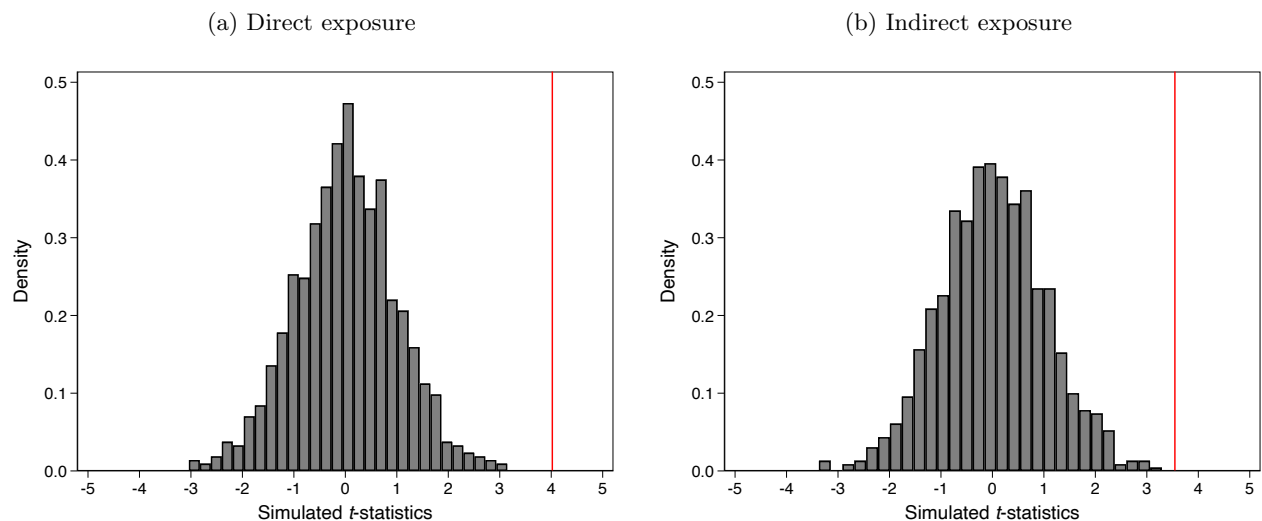 (a) Direct exposure
0.5
0.4
0.3
0.2
0.1
0.0
Density
-5 -4 -3 -2 -1 0 1 2 3 4 5
Simulated t-statistics
(b) Indirect exposure
0.5
0.4
0.3
0.2
0.1
0.0
Density
-5 -4 -3 -2 -1 0 1 2 3 4 5
Simulated t-statistics